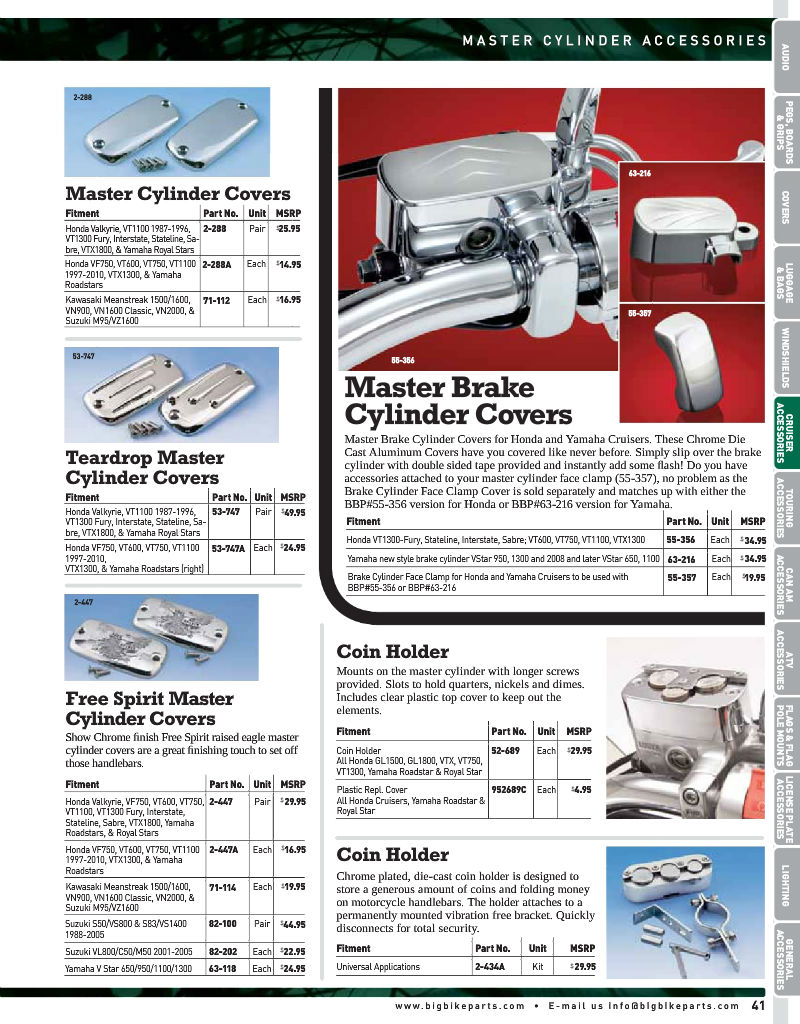 MASTER CYLINDER ACCESSORIES
2-288
Master Cylinder Covers
Fitment Part No. Unit MSRP
Honda Valkyrie, VT1100 1987-1996, 2-288 Pair $25.95
VT1300 Fury, Interstate, Stateline, Sa-
bre, VTX1800, & Yamaha Royal Stars
Honda VF750, VT600, VT750, VT1100 2-288A Each $14.95
1997-2010, VTX1300, & Yamaha
Roadstars
Kawasaki Meanstreak 1500/1600, 71-112 Each $16.95
VN900, VN1600 Classic, VN2000, &
Suzuki M95/VZ1600
53-747
Teardrop Master
Cylinder Covers
Fitment Part No. Unit MSRP
Honda Valkyrie, VT1100 1987-1996, 53-747 Pair $49.95
VT1300 Fury, Interstate, Stateline, Sa-
bre, VTX1800, & Yamaha Royal Stars
Honda VF750, VT600, VT750, VT1100 53-747A Each $24.95
1997-2010,
VTX1300, & Yamaha Roadstars (right)
2-447
Free Spirit Master
Cylinder Covers
Show Chrome finish Free Spirit raised eagle master
cylinder covers are a great finishing touch to set off
those handlebars.
Fitment Part No. Unit MSRP
Honda Valkyrie, VF750, VT600, VT750, 2-447 Pair $29.95
VT1100, VT1300 Fury, Interstate,
Stateline, Sabre, VTX1800, Yamaha
Roadstars, & Royal Stars
Honda VF750, VT600, VT750, VT1100 2-447A Each $16.95
1997-2010, VTX1300, & Yamaha
Roadstars
Kawasaki Meanstreak 1500/1600, 71-114 Each $19.95
VN900, VN1600 Classic, VN2000, &
Suzuki M95/VZ1600
Suzuki S50/VS800 & S83/VS1400 82-100 Pair $44.95
1988-2005
Suzuki VL800/C50/M50 2001-2005 82-202 Each $22.95
Yamaha V Star 650/950/1100/1300 63-118 Each $24.95
63-216
55-357
55-356
Master Brake
Cylinder Covers
Master Brake Cylinder Covers for Honda and Yamaha Cruisers. These Chrome Die
Cast Aluminum Covers have you covered like never before. Simply slip over the brake
cylinder with double sided tape provided and instantly add some flash! Do you have
accessories attached to your master cylinder face clamp (55-357), no problem as the
Brake Cylinder Face Clamp Cover is sold separately and matches up with either the
BBP#55-356 version for Honda or BBP#63-216 version for Yamaha.
Fitment Part No. Unit MSRP
Honda VT1300-Fury, Stateline, Interstate, Sabre; VT600, VT750, VT1100, VTX1300 55-356 Each $34.95
Yamaha new style brake cylinder VStar 950, 1300 and 2008 and later VStar 650, 1100 63-216 Each $34.95
Brake Cylinder Face Clamp for Honda and Yamaha Cruisers to be used with 55-357 Each $19.95
BBP#55-356 or BBP#63-216
Coin Holder
Mounts on the master cylinder with longer screws
provided. Slots to hold quarters, nickels and dimes.
Includes clear plastic top cover to keep out the
elements.
Fitment Part No. Unit MSRP
Coin Holder 52-689 Each $29.95
All Honda GL1500, GL1800, VTX, VT750,
VT1300, Yamaha Roadstar & Royal Star
Plastic Repl. Cover 952689C Each $4.95
All Honda Cruisers, Yamaha Roadstar &
Royal Star
Coin Holder
Chrome plated, die-cast coin holder is designed to
store a generous amount of coins and folding money
on motorcycle handlebars. The holder attaches to a
permanently mounted vibration free bracket. Quickly
disconnects for total security.
Fitment Part No. Unit MSRP
Universal Applications 2-434A Kit $29.95
AUDIO
PEGS, BOARDS
& GRIPS
COVERS
LUGGAGE
& BAGS
WINDSHIELDS
CRUISER
ACCESSORIES
TOURING
ACCESSORIES
CAN AM
ACCESSORIES
ATV
ACCESSORIES
FLAGS & FLAG
POLE MOUNTS
LICENSE PLATE
ACCESSORIES
LIGHTING
GENERAL
ACCESSORIES
www.bigbikeparts.com • E-mail us info@bigbikeparts.com 41